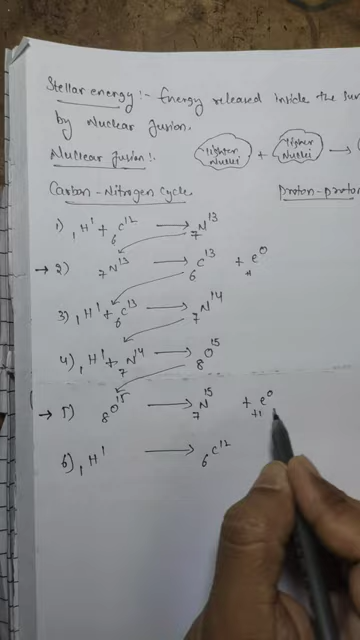 Stellar energy :- Energy released inside the sun
by Nuclear fusion.
Nuclear fusion :- Lighter Nuclei + Lighter Nuclei →
Carbon-Nitrogen Cycle
Proton-proton
1) ₁H¹ + ₆C¹² → ₇N¹³
→ 2) ₇N¹³ → ₆C¹³ + ₊₁e⁰
3) ₁H¹ + ₆C¹³ → ₇N¹⁴
4) ₁H¹ + ₇N¹⁴ → ₈O¹⁵
→ 5) ₈O¹⁵ → ₇N¹⁵ + ₊₁e⁰
6) ₁H¹ → ₆C¹²